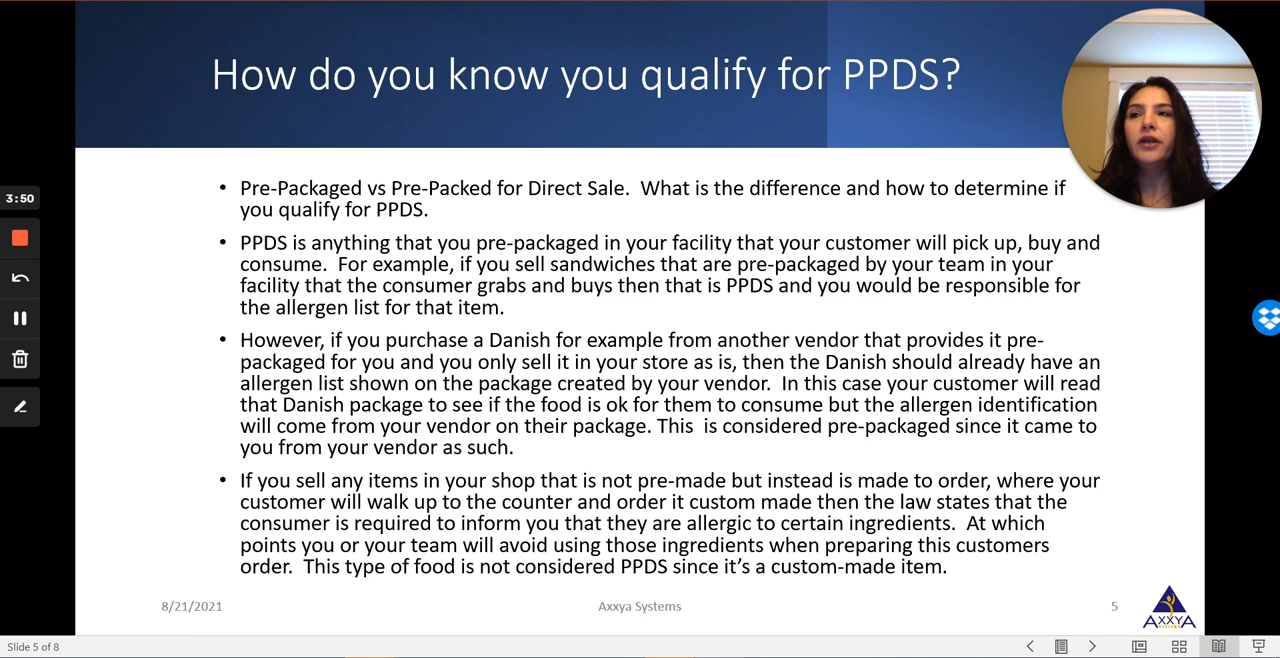 How do you know you qualify for PPDS?
• Pre-Packaged vs Pre-Packed for Direct Sale.  What is the difference and how to determine if
you qualify for PPDS.
• PPDS is anything that you pre-packaged in your facility that your customer will pick up, buy and
consume.  For example, if you sell sandwiches that are pre-packaged by your team in your
facility that the consumer grabs and buys then that is PPDS and you would be responsible for
the allergen list for that item.
• However, if you purchase a Danish for example from another vendor that provides it pre-
packaged for you and you only sell it in your store as is, then the Danish should already have an
allergen list shown on the package created by your vendor.  In this case your customer will read
that Danish package to see if the food is ok for them to consume but the allergen identification
will come from your vendor on their package. This  is considered pre-packaged since it came to
you from your vendor as such.
• If you sell any items in your shop that is not pre-made but instead is made to order, where your
customer will walk up to the counter and order it custom made then the law states that the
consumer is required to inform you that they are allergic to certain ingredients.  At which
points you or your team will avoid using those ingredients when preparing this customers
order.  This type of food is not considered PPDS since it’s a custom-made item.
3:50
8/21/2021
Axxya Systems
5
AXXYA
SYSTEMS
Slide 5 of 8